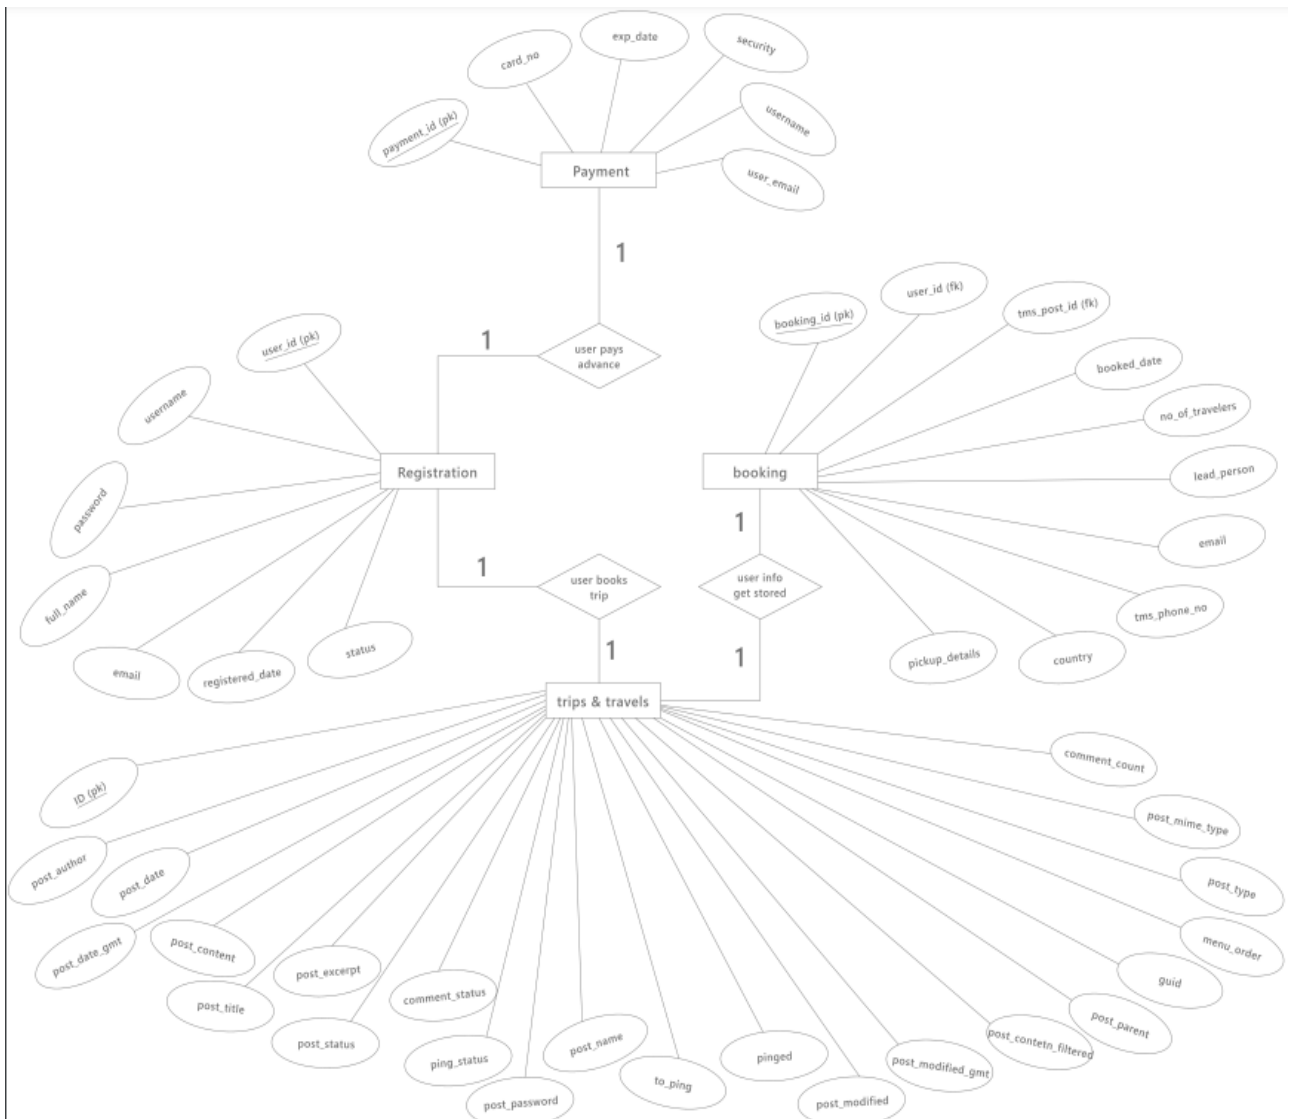 exp_date
security
card_no
username
payment_id (pk)
Payment
user_email
1
user_id (fk)
tms_post_id (fk)
booking_id (pk)
user_id (pk)
1
user pays
advance
booked_date
username
no_of_travelers
Registration
booking
lead_person
password
1
email
1
user books
trip
user info
get stored
full_name
tms_phone_no
1
1
status
pickup_details
country
email
registered_date
trips & travels
comment_count
ID (pk)
post_mime_type
post_author
post_date
post_type
post_date_gmt
post_content
menu_order
post_excerpt
guid
comment_status
post_title
post_parent
post_status
post_name
post_contetn_filtered
ping_status
pinged
post_modified_gmt
to_ping
post_password
post_modified